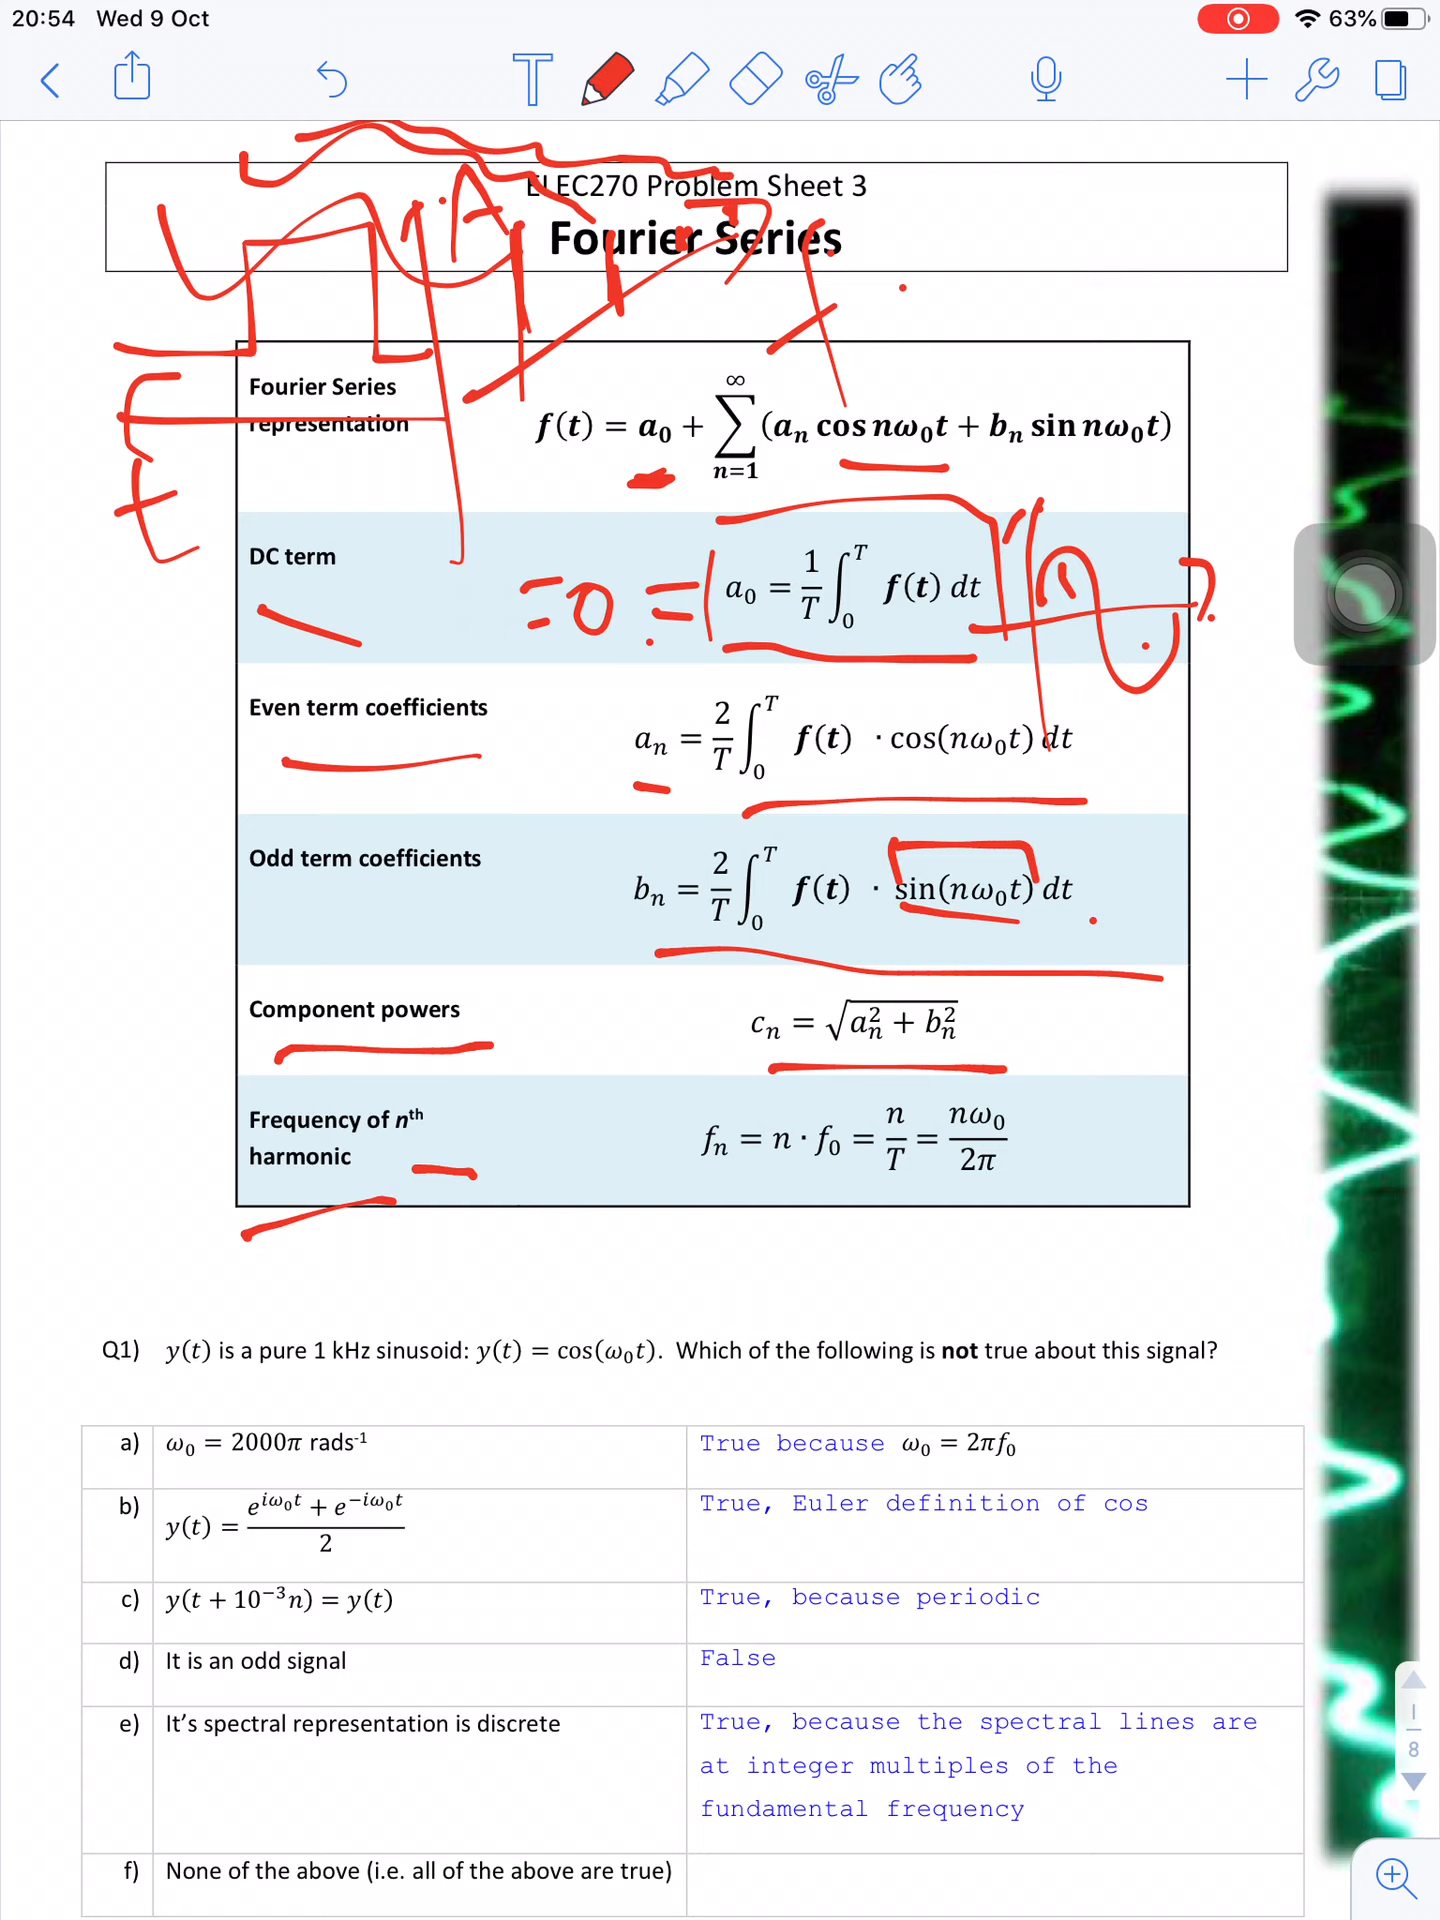 20:54 Wed 9 Oct 63%
ELEC270 Problem Sheet 3
Fourier Series
Fourier Series
representation
f(t) = a₀ + ∑_{n=1}^{∞} (aₙ cos nω₀t + bₙ sin nω₀t)
DC term
= 0 = a₀ = 1/T ∫₀ᵀ f(t) dt
Even term coefficients
aₙ = 2/T ∫₀ᵀ f(t) · cos(nω₀t) dt
Odd term coefficients
bₙ = 2/T ∫₀ᵀ f(t) · sin(nω₀t) dt
Component powers
cₙ = √(aₙ² + bₙ²)
Frequency of nᵗʰ
harmonic
fₙ = n · f₀ = n/T = nω₀/2π
Q1) y(t) is a pure 1 kHz sinusoid: y(t) = cos(ω₀t). Which of the following is not true about this signal?
a) ω₀ = 2000π rads⁻¹ True because ω₀ = 2πf₀
b) y(t) = (e^{iω₀t} + e^{−iω₀t})/2 True, Euler definition of cos
c) y(t + 10⁻³n) = y(t) True, because periodic
d) It is an odd signal False
e) It’s spectral representation is discrete True, because the spectral lines are
at integer multiples of the
fundamental frequency
f) None of the above (i.e. all of the above are true)
8